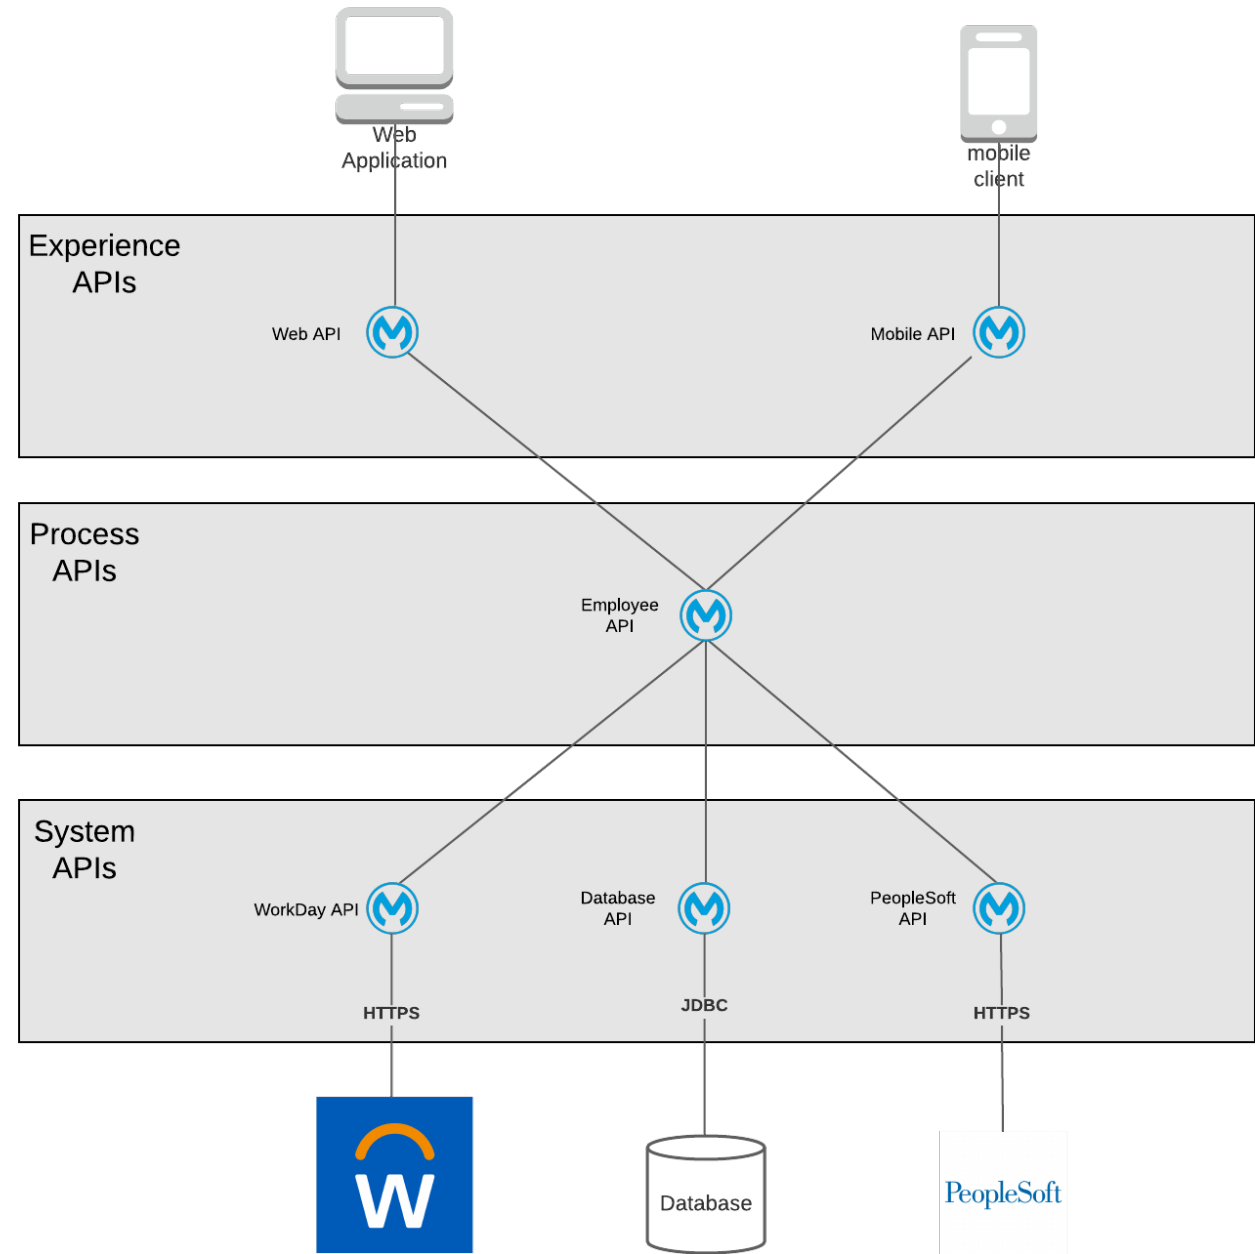 Web
Application
mobile
client
Experience
APIs
Web API
Mobile API
Process
APIs
Employee
API
System
APIs
WorkDay API
Database
API
PeopleSoft
API
HTTPS
JDBC
HTTPS
W
Database
PeopleSoft